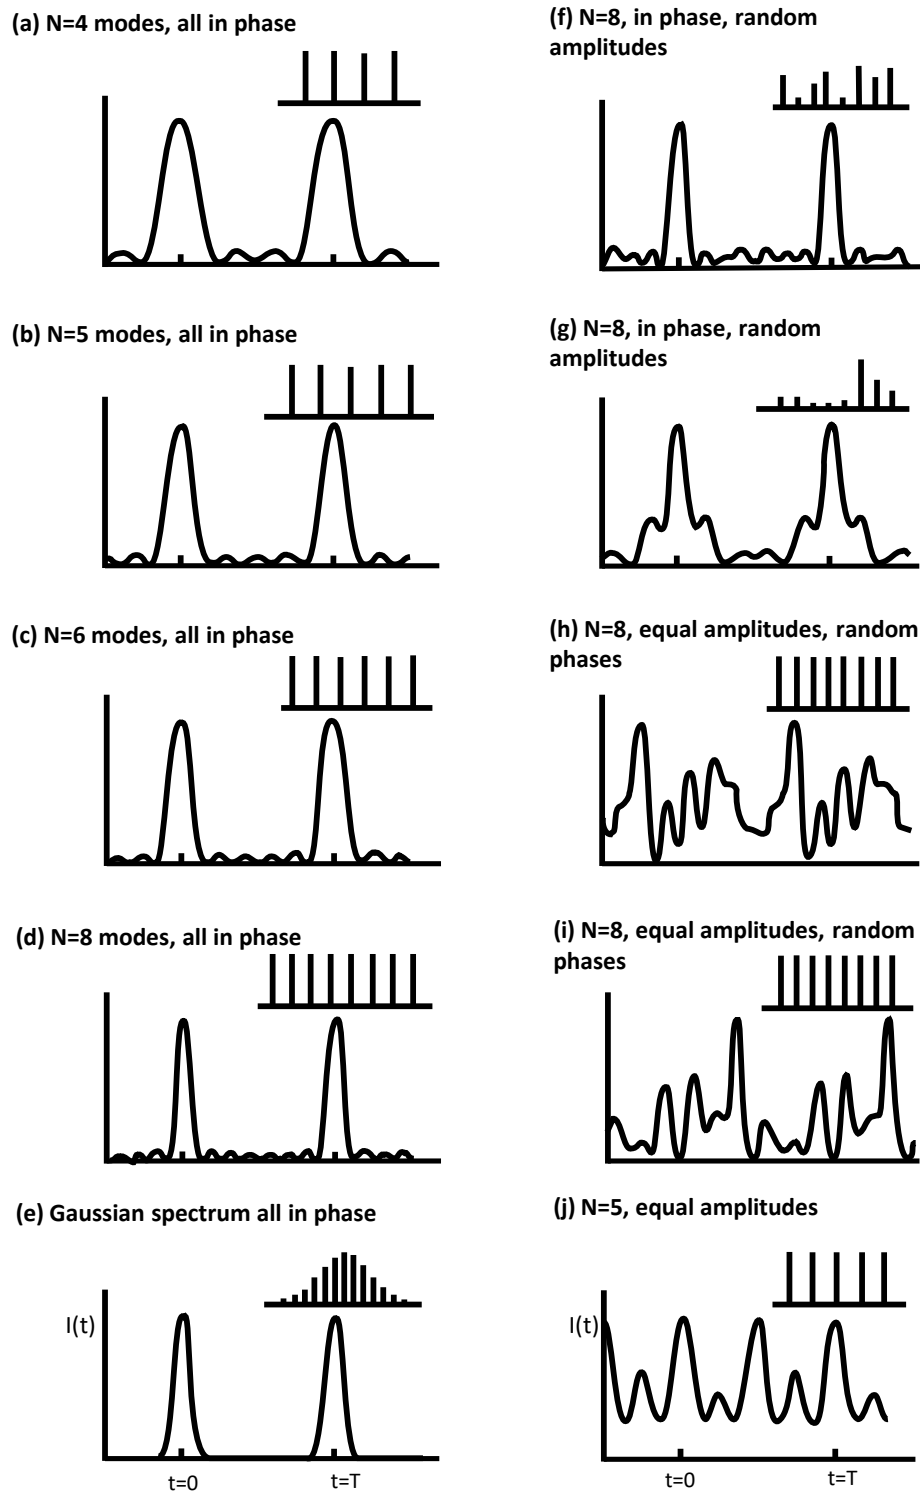 (a) N=4 modes, all in phase
(b) N=5 modes, all in phase
(c) N=6 modes, all in phase
(d) N=8 modes, all in phase
(e) Gaussian spectrum all in phase
I(t)
t=0
t=T
(f) N=8, in phase, random
amplitudes
(g) N=8, in phase, random
amplitudes
(h) N=8, equal amplitudes, random
phases
(i) N=8, equal amplitudes, random
phases
(j) N=5, equal amplitudes
I(t)
t=0
t=T